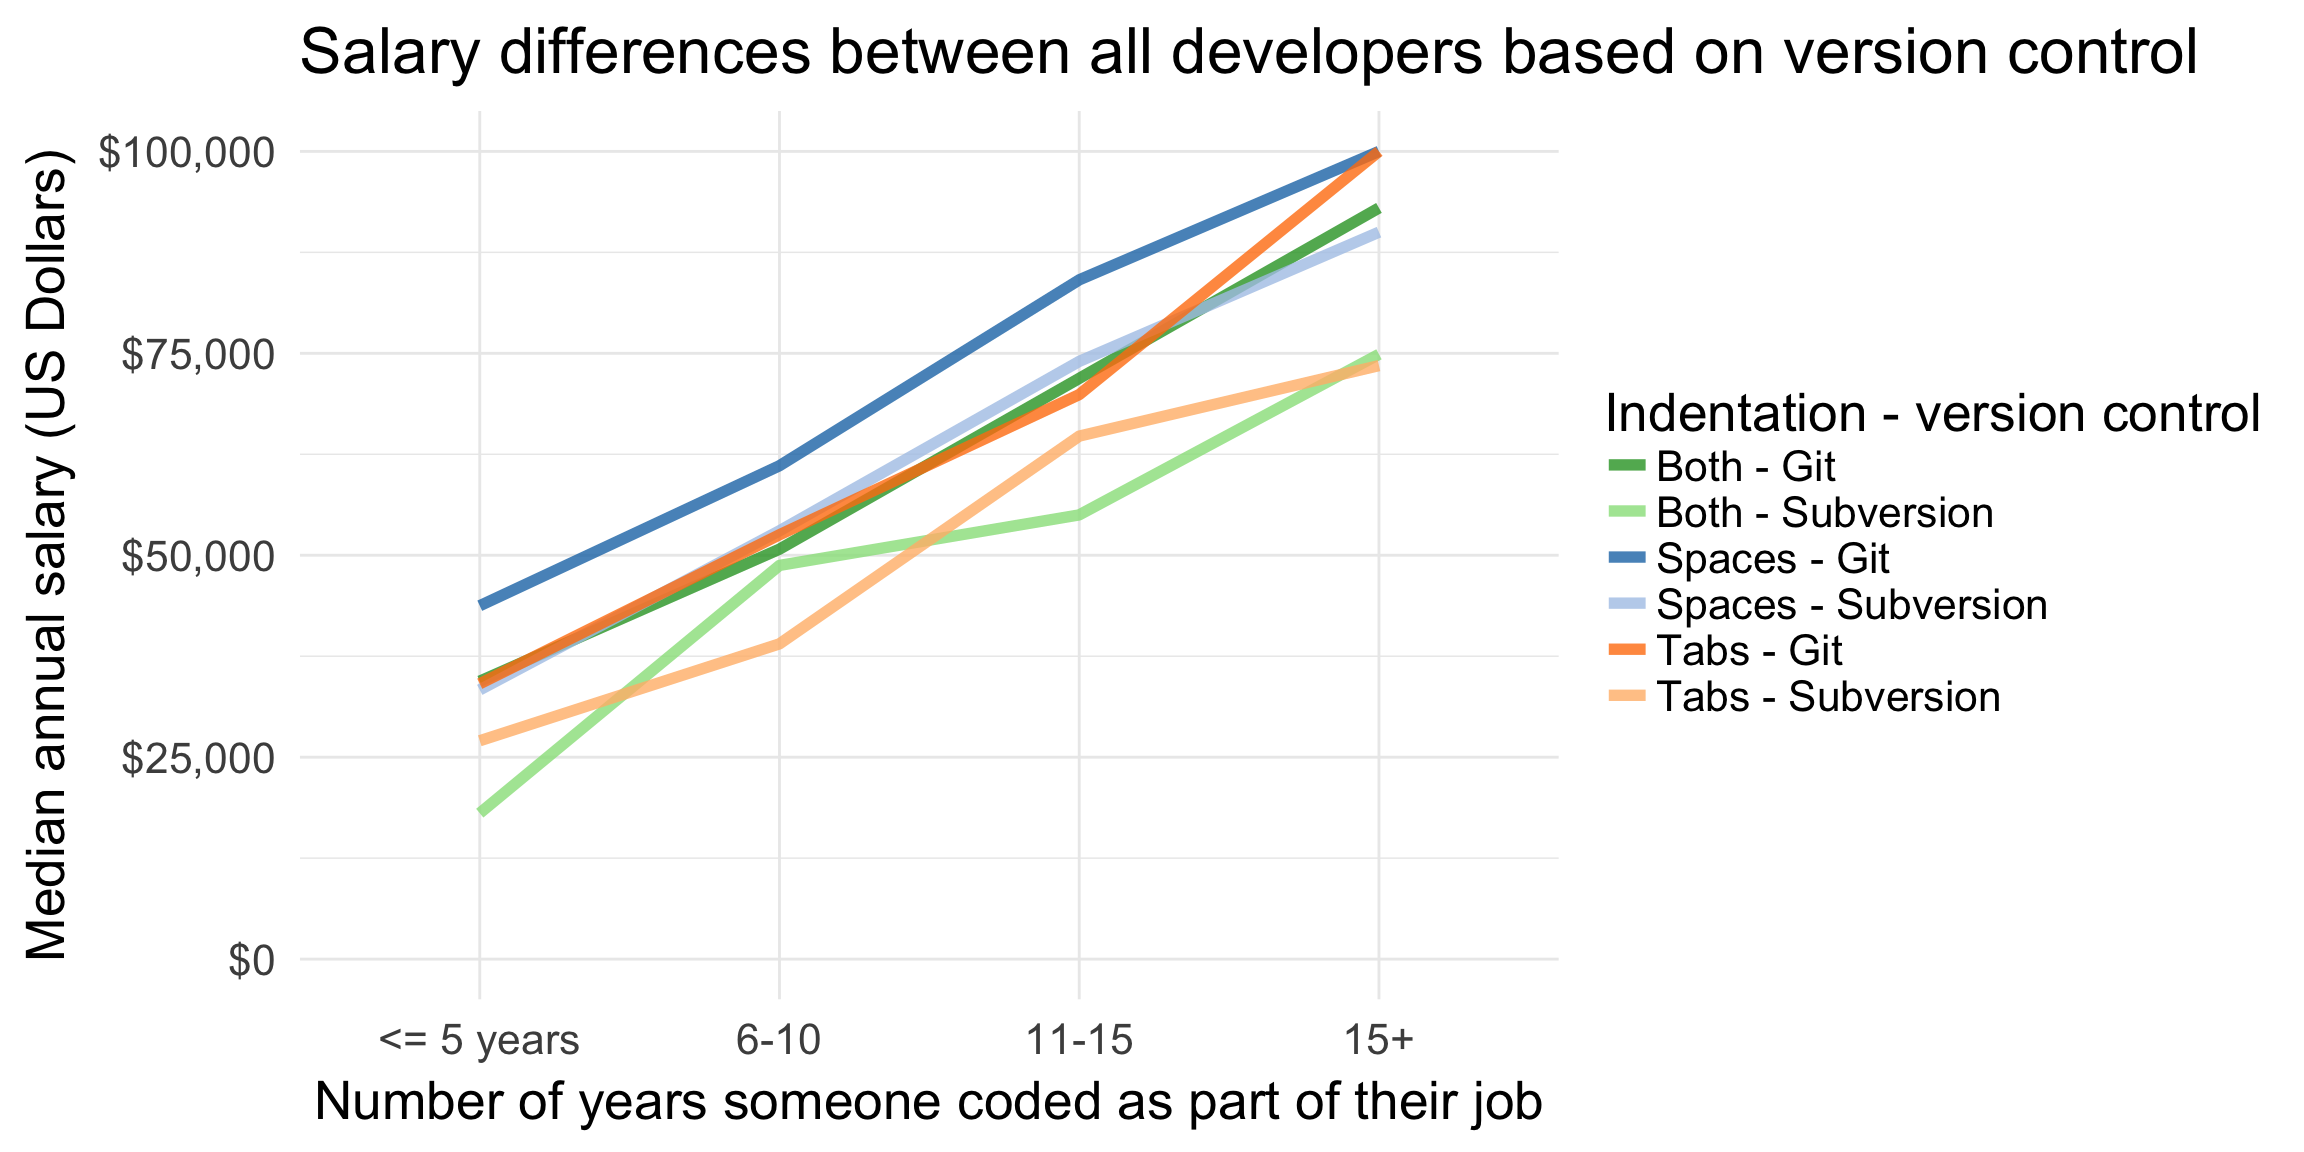 Salary differences between all developers based on version control
Median annual salary (US Dollars)
$100,000
$75,000
$50,000
$25,000
$0
<= 5 years
6-10
11-15
15+
Number of years someone coded as part of their job
Indentation - version control
Both - Git
Both - Subversion
Spaces - Git
Spaces - Subversion
Tabs - Git
Tabs - Subversion